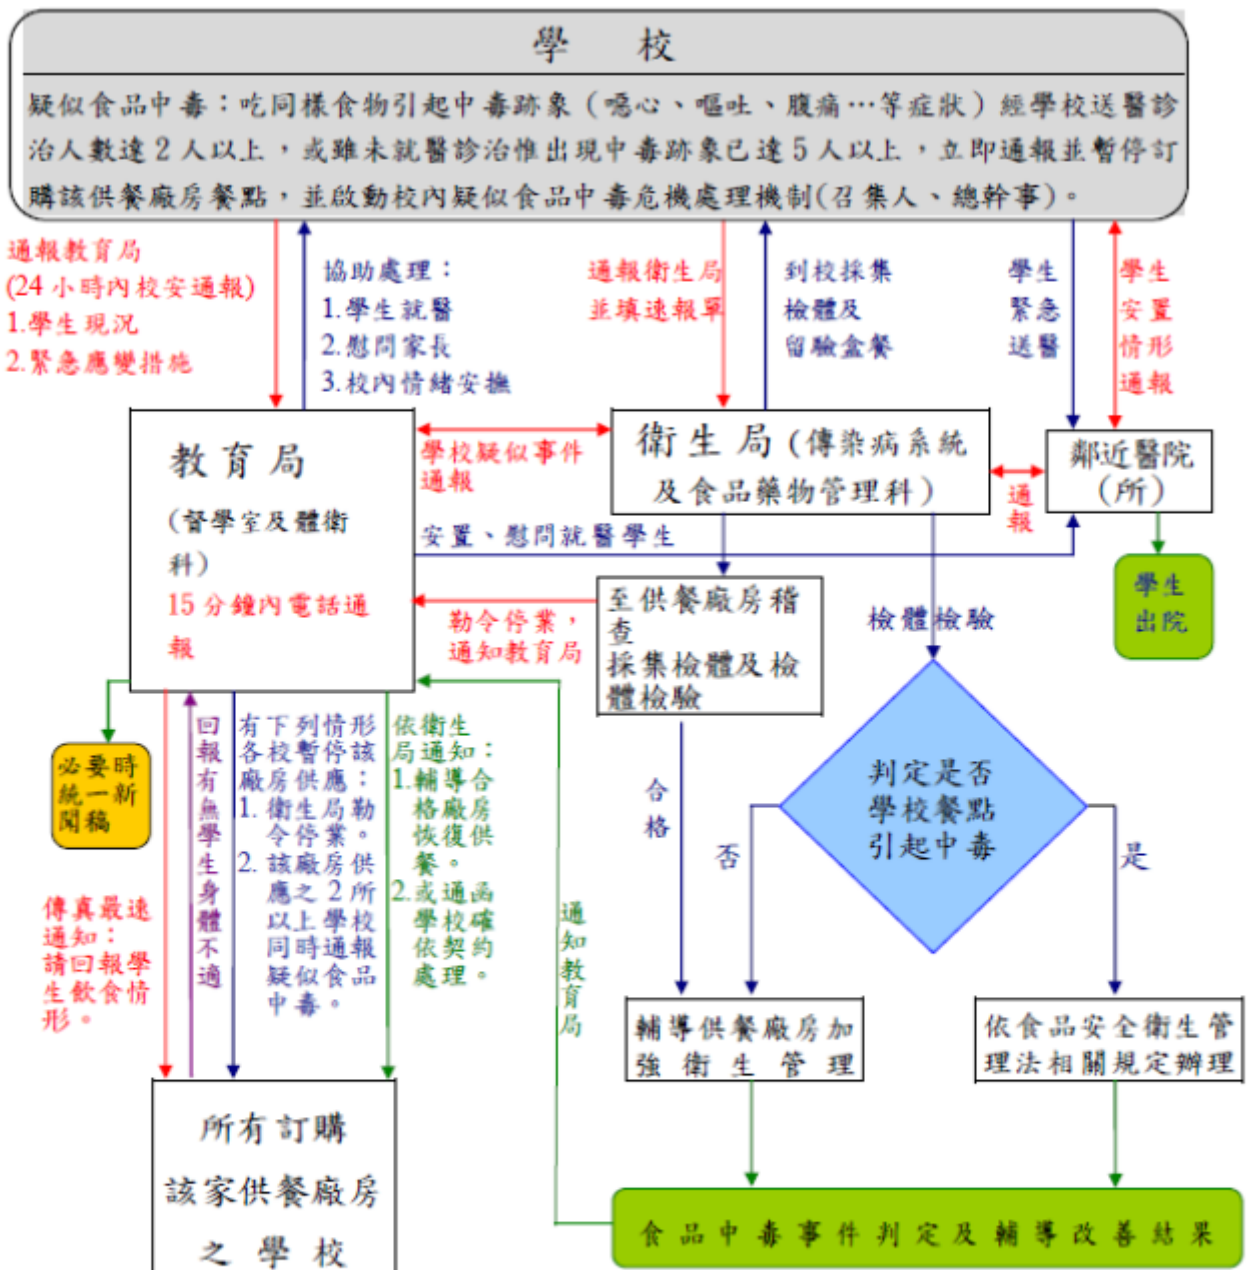 學 校
疑似食品中毒：吃同樣食物引起中毒跡象（噁心、嘔吐、腹痛…等症狀）經學校送醫診
治人數達2人以上，或雖未就醫診治惟出現中毒跡象已達5人以上，立即通報並暫停訂
購該供餐廠房餐點，並啟動校內疑似食品中毒危機處理機制(召集人、總幹事)。
通報教育局
(24小時內校安通報)
1.學生現況
2.緊急應變措施
協助處理：
1.學生就醫
2.慰問家長
3.校內情緒安撫
通報衛生局
並填速報單
到校採集
檢體及
留驗盒餐
學生
緊急
送醫
學生
安置
情形
通報
教育局
(督學室及體衛
科)
15分鐘內電話通
報
學校疑似事件
通報
衛生局(傳染病系統
及食品藥物管理科)
通報
鄰近醫院
(所)
安置、慰問就醫學生
學生
出院
勒令停業，
通知教育局
至供餐廠房稽
查
採集檢體及檢
體檢驗
檢體檢驗
必要時
統一新
聞稿
傳真最速
通知：
請回報學
生飲食情
形。
回報有無學生身體不適
有下列情形
各校暫停該
廠房供應：
1. 衛生局勒
令停業。
2. 該廠房供
應之2所
以上學校
同時通報
疑似食品
中毒。
依衛生
局通知：
1.輔導合
格廠房
恢復供
餐。
2.或通函
學校確
依契約
處理。
通知教育局
合格
否
判定是否
學校餐點
引起中毒
是
輔導供餐廠房加
強衛生管理
依食品安全衛生管
理法相關規定辦理
所有訂購
該家供餐廠房
之學校
食品中毒事件判定及輔導改善結果